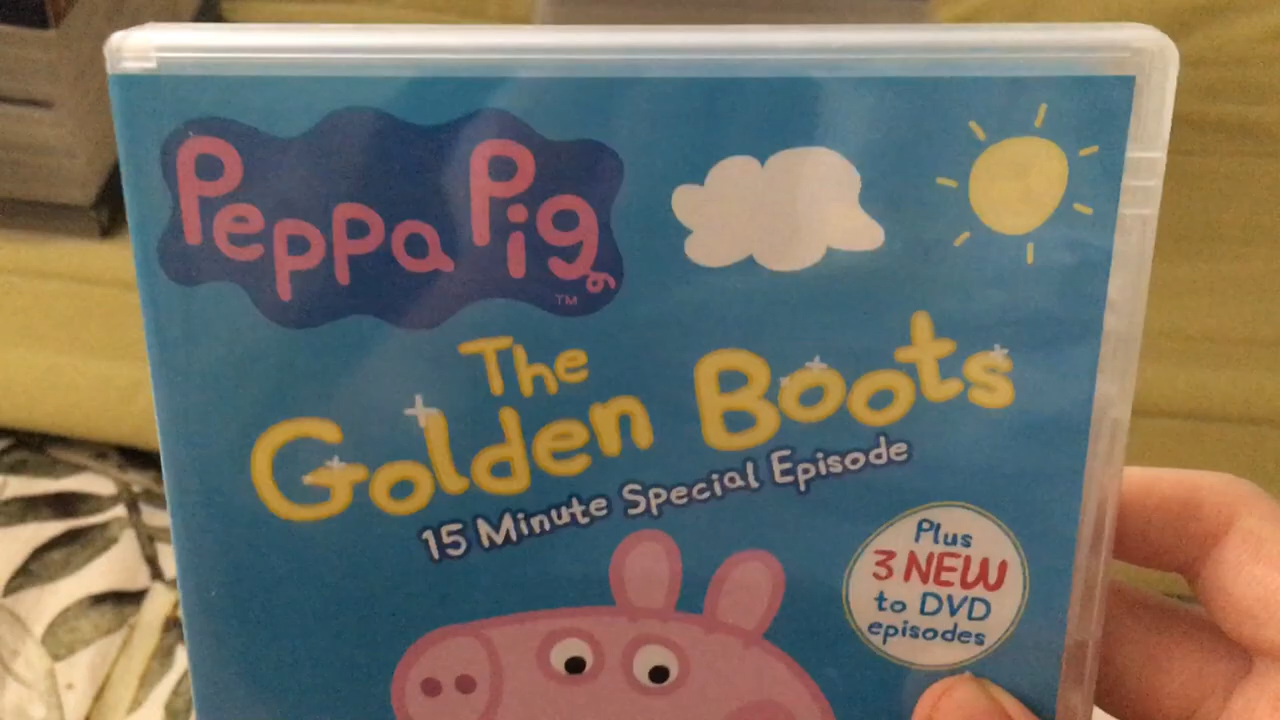 Peppa Pig
TM
The
Golden Boots
15 Minute Special Episode
Plus
3 NEW
to DVD
episodes